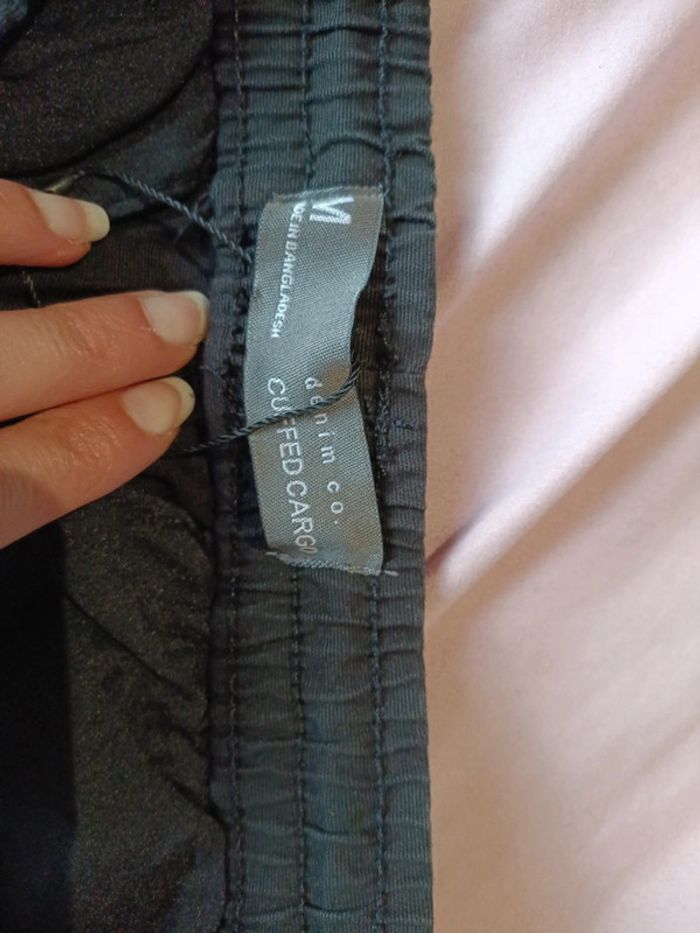 DE IN BANGLADESH
denim co.
CUFFED CARGO